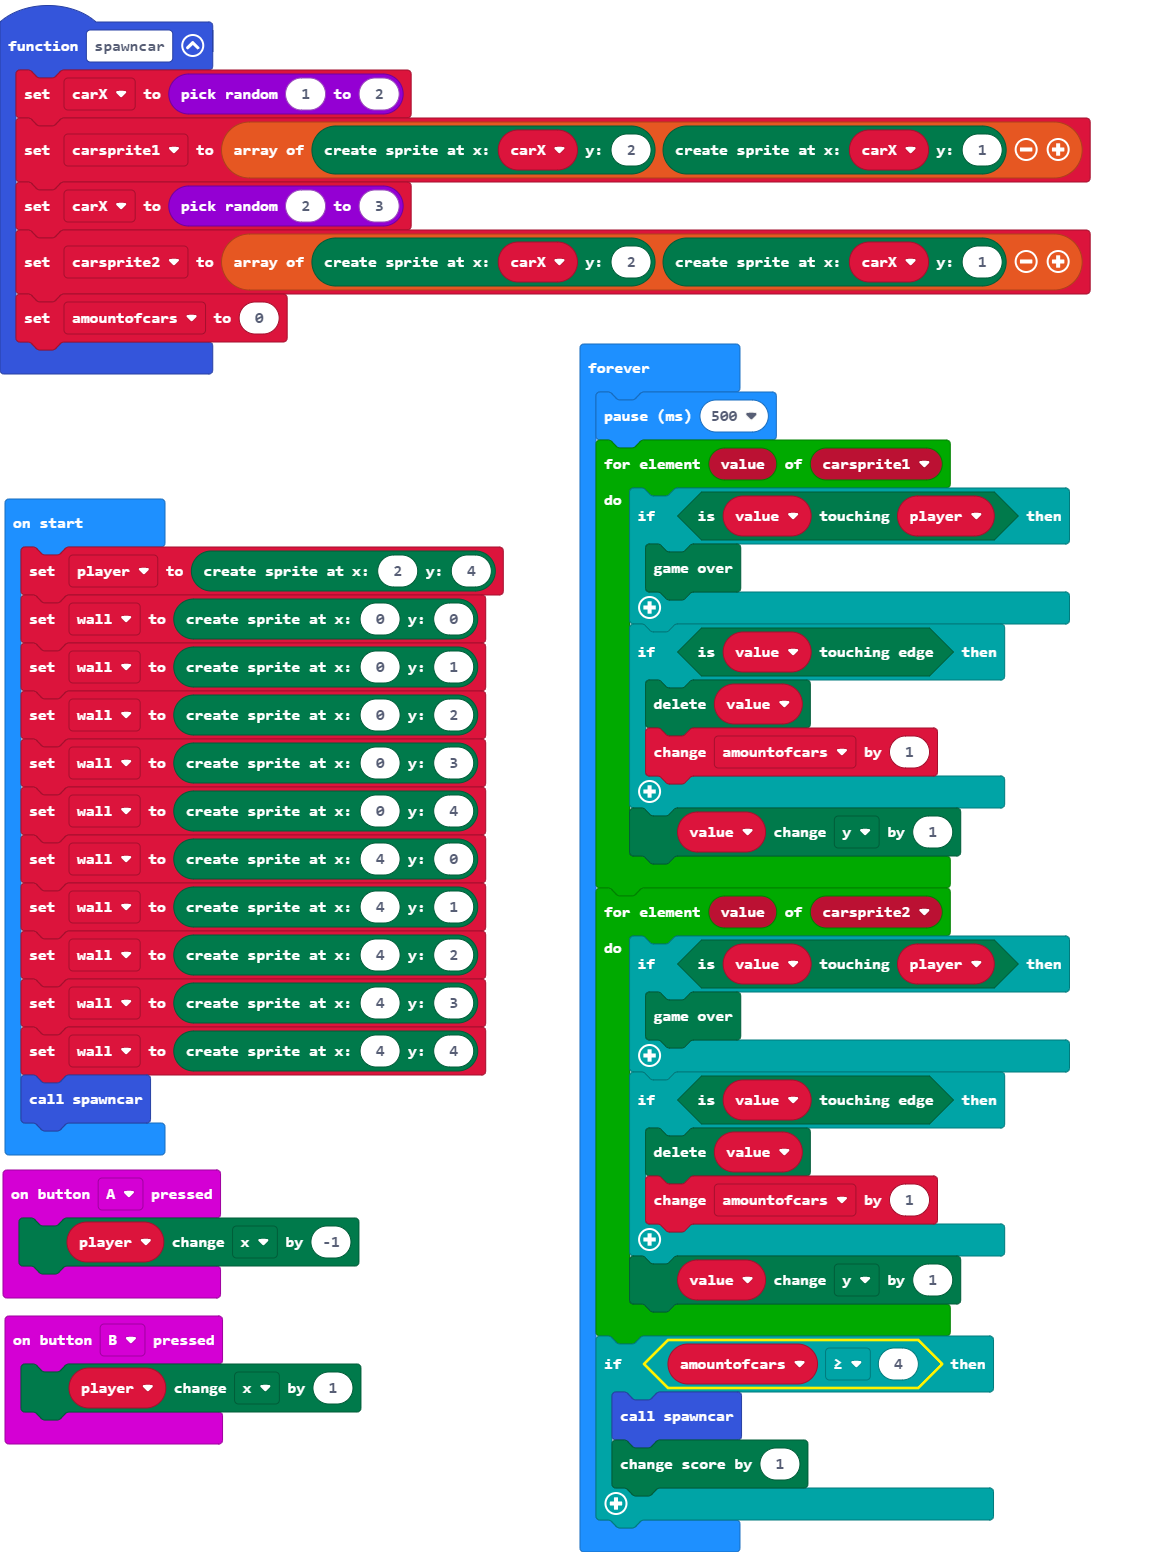 function spawncar
set carX to pick random 1 to 2
set carsprite1 to array of create sprite at x: carX y: 2 create sprite at x: carX y: 1
set carX to pick random 2 to 3
set carsprite2 to array of create sprite at x: carX y: 2 create sprite at x: carX y: 1
set amountofcars to 0
on start
set player to create sprite at x: 2 y: 4
set wall to create sprite at x: 0 y: 0
set wall to create sprite at x: 0 y: 1
set wall to create sprite at x: 0 y: 2
set wall to create sprite at x: 0 y: 3
set wall to create sprite at x: 0 y: 4
set wall to create sprite at x: 4 y: 0
set wall to create sprite at x: 4 y: 1
set wall to create sprite at x: 4 y: 2
set wall to create sprite at x: 4 y: 3
set wall to create sprite at x: 4 y: 4
call spawncar
on button A pressed
player change x by -1
on button B pressed
player change x by 1
forever
pause (ms) 500
for element value of carsprite1
do
if is value touching player then
game over
if is value touching edge then
delete value
change amountofcars by 1
value change y by 1
for element value of carsprite2
do
if is value touching player then
game over
if is value touching edge then
delete value
change amountofcars by 1
value change y by 1
if amountofcars ≥ 4 then
call spawncar
change score by 1